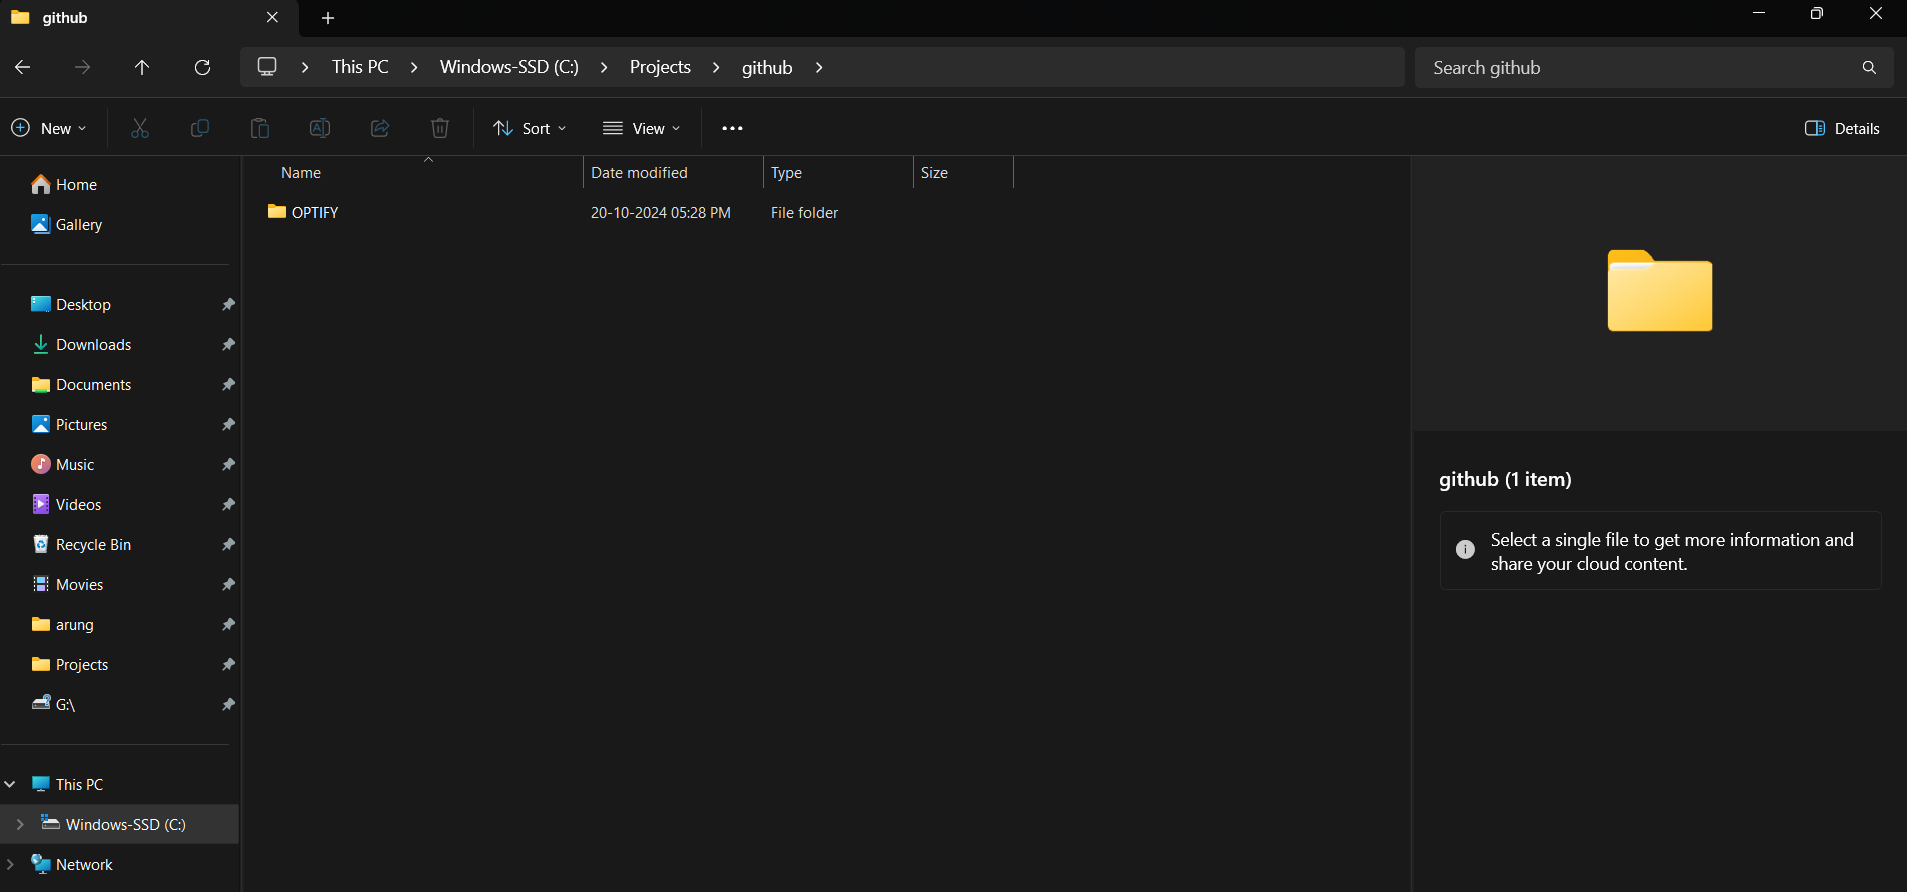 github
This PC > Windows-SSD (C:) > Projects > github >
Search github
New
Sort
View
Details
Name Date modified Type Size
OPTIFY 20-10-2024 05:28 PM File folder
Home
Gallery
Desktop
Downloads
Documents
Pictures
Music
Videos
Recycle Bin
Movies
arung
Projects
G:\
This PC
Windows-SSD (C:)
Network
github (1 item)
Select a single file to get more information and
share your cloud content.